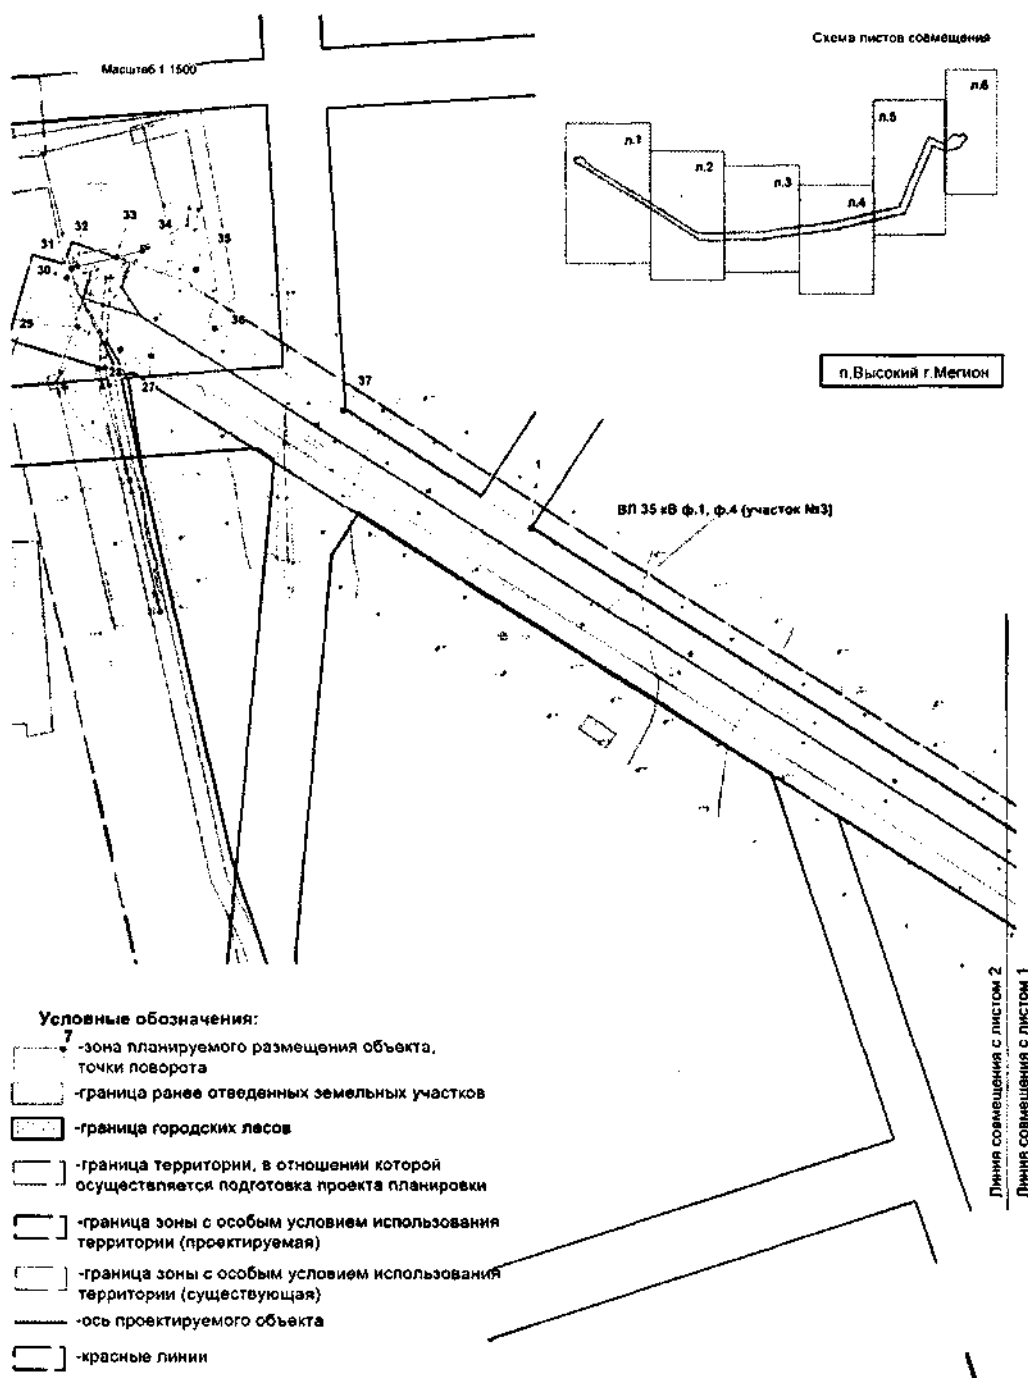 Схема листов совмещения
Масштаб 1 1500
л.1
л.2
л.3
л.4
л.5
л.6
п.Высокий г.Мегион
31
32
33
34
35
30
29
36
28
27
37
1
ВЛ 35 кВ ф.1, ф.4 (участок №3)
Линия совмещения с листом 2
Линия совмещения с листом 1
Условные обозначения:
7
-зона планируемого размещения объекта,
точки поворота
-граница ранее отведенных земельных участков
-граница городских лесов
-граница территории, в отношении которой
осуществляется подготовка проекта планировки
-граница зоны с особым условием использования
территории (проектируемая)
-граница зоны с особым условием использования
территории (существующая)
-ось проектируемого объекта
-красные линии